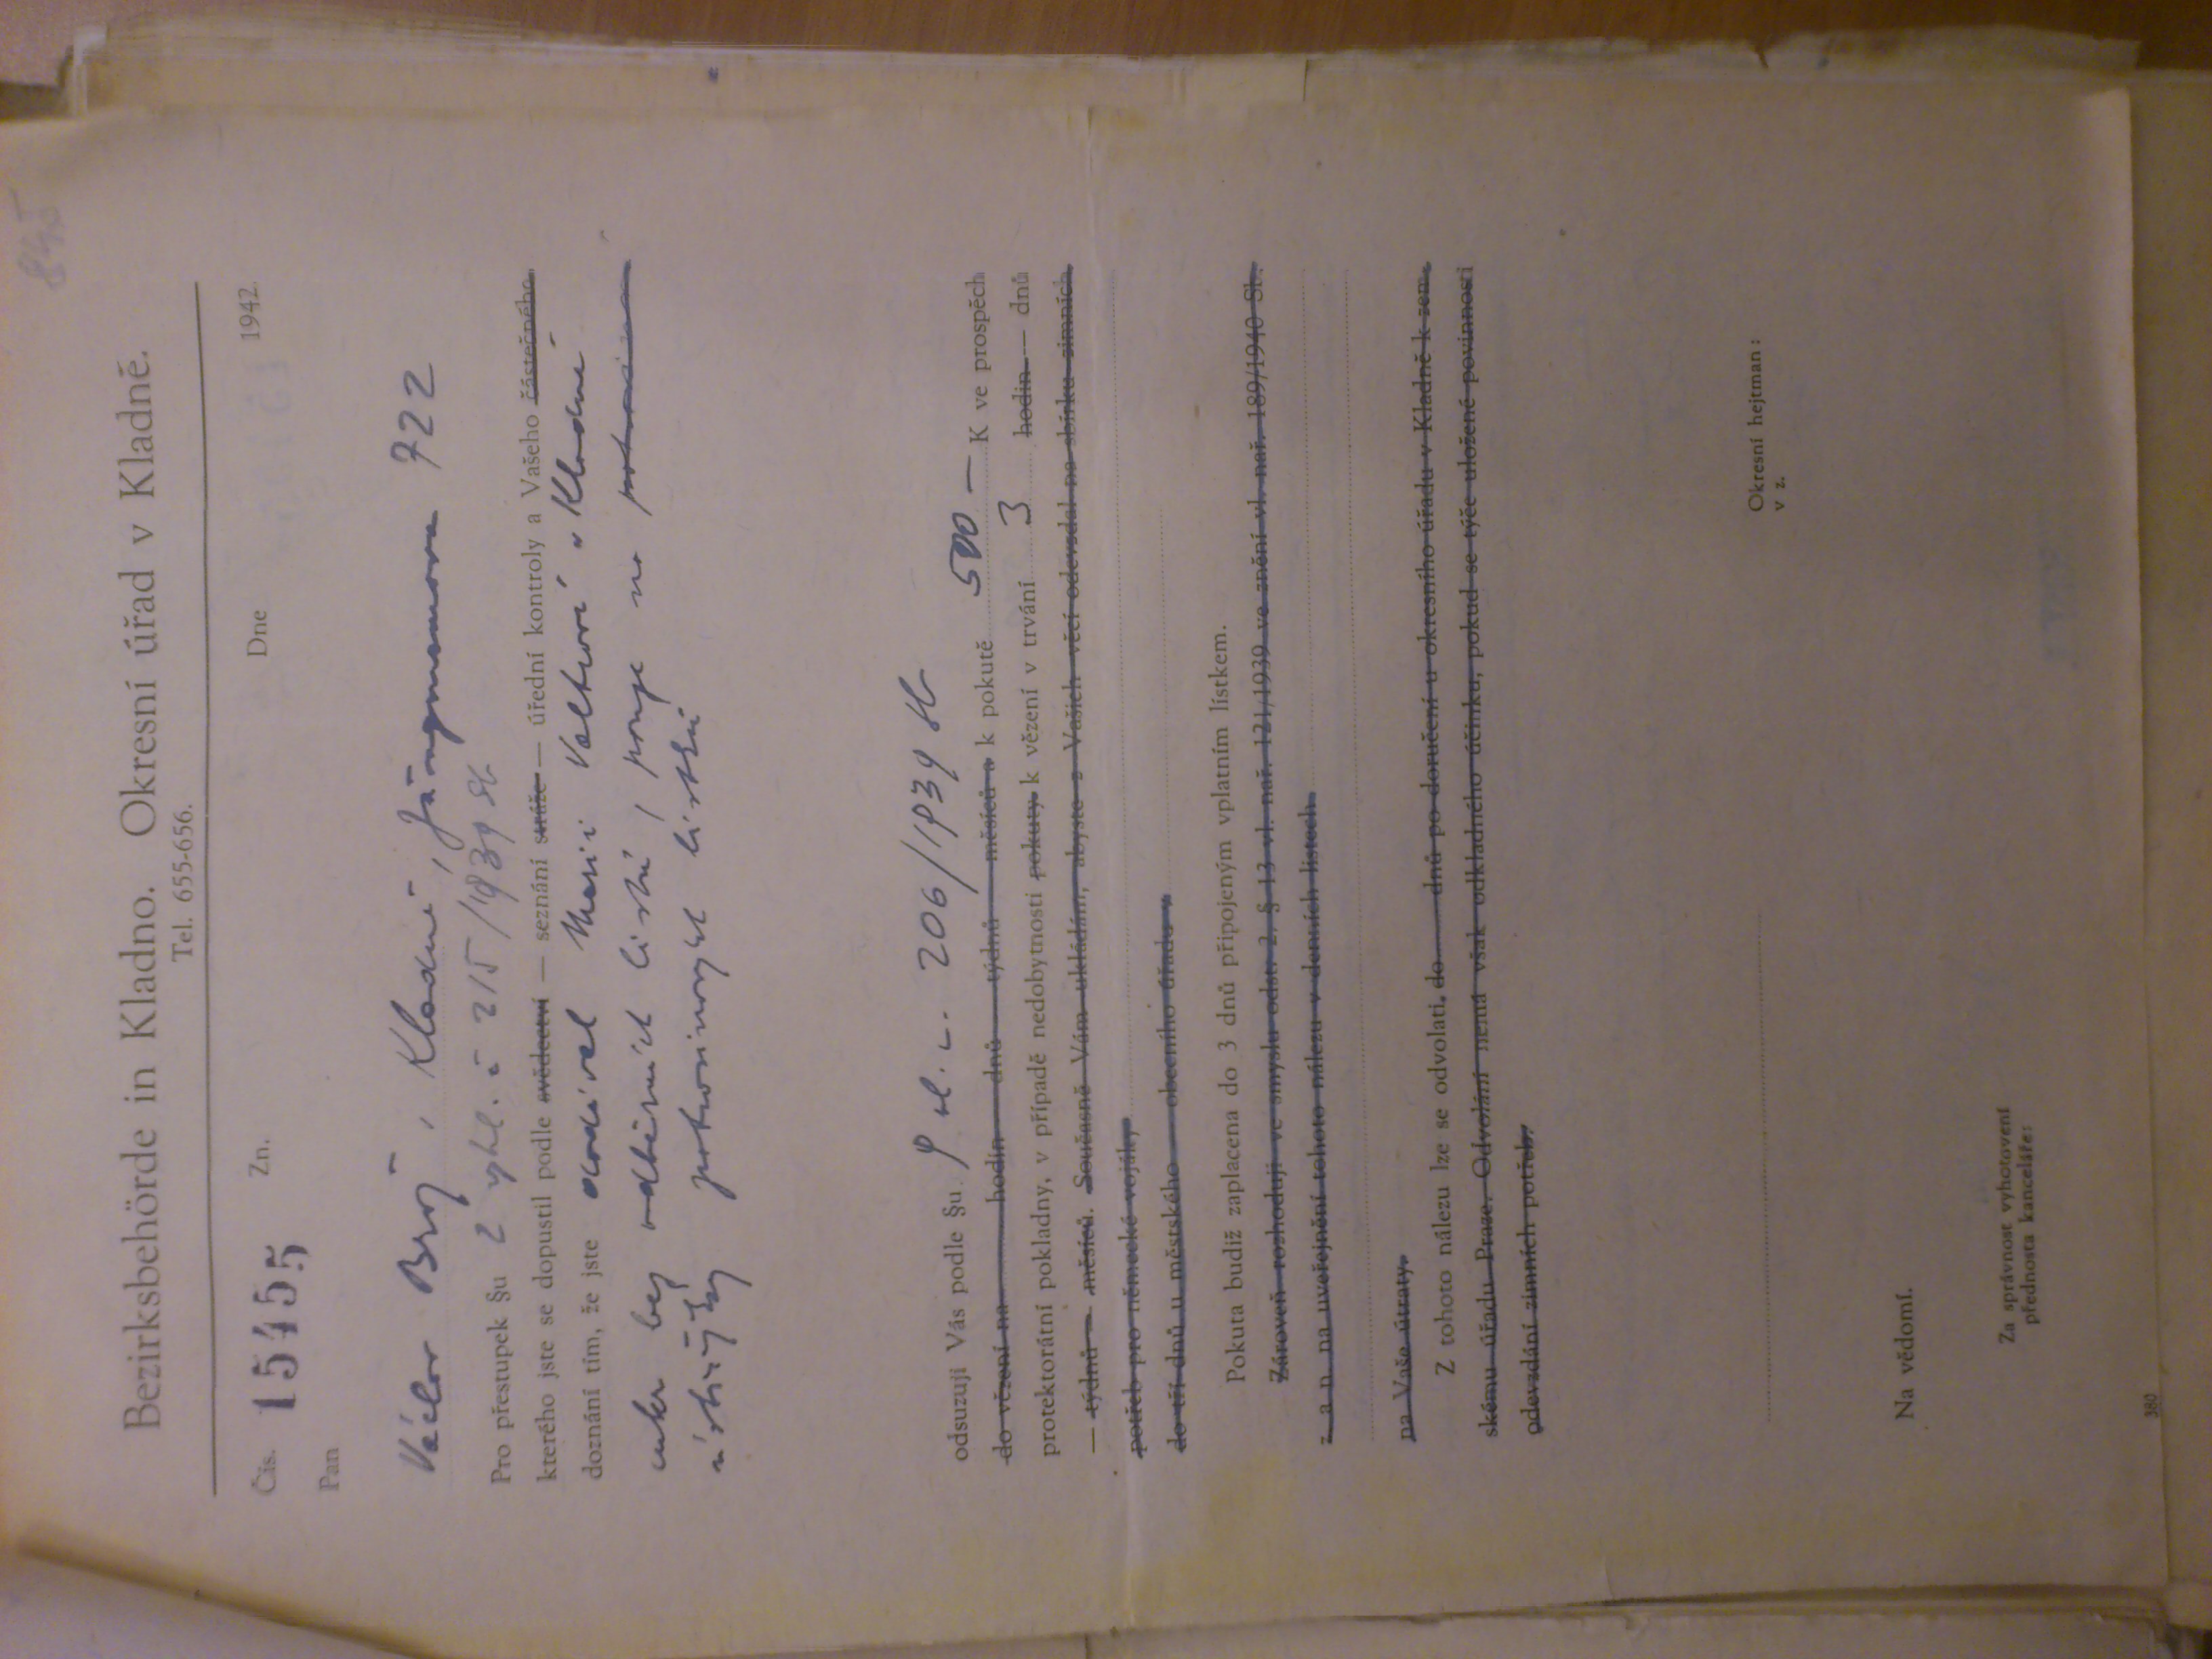 845
Bezirksbehörde in Kladno. Okresní úřad v Kladně.
Tel. 655-656.
Čís. 15455 Zn. Dne 1942.
Pan
Václav Brož, Kladně, Jungmannova 722
Pro přestupek §u 2 vyhl. č 215/1939 Sb
kterého jste se dopustil podle svědectví — seznání stráže — úřední kontroly a Vašeho částečného
doznání tím, že jste dodával Marii Valtrové v Kladně
cukr bez odběrních lístků, pouze na potravinov
ústřižky potravinových lístků
odsuzuji Vás podle §u 9 vl. n. 206/1939 Sb
do vězení na hodin dnů týdnů měsíců a k pokutě 500 — K ve prospěch
protektorátní pokladny, v případě nedobytnosti pokuty k vězení v trvání 3 hodin — dnů
— týdnů — měsíců. Současně Vám ukládám, abyste z Vašich věcí odevzdal na sbírku zimních
potřeb pro německé vojáky
do tří dnů u městského — obecního úřadu v
Pokuta budiž zaplacena do 3 dnů připojeným vplatním lístkem.
Zároveň rozhoduji ve smyslu odst. 2. § 13 vl. nař. 121/1939 ve znění vl. nař. 189/1940 Sb.
z. a n. na uveřejnění tohoto nálezu v denních listech
na Vaše útraty.
Z tohoto nálezu lze se odvolati do dnů po doručení u okresního úřadu v Kladně k zem-
skému úřadu Praze. Odvolání nemá však odkladného účinku, pokud se týče uložené povinnosti
odevzdání zimních potřeb.
Okresní hejtman:
v z.
Na vědomí.
Za správnost vyhotovení
přednosta kanceláře:
380